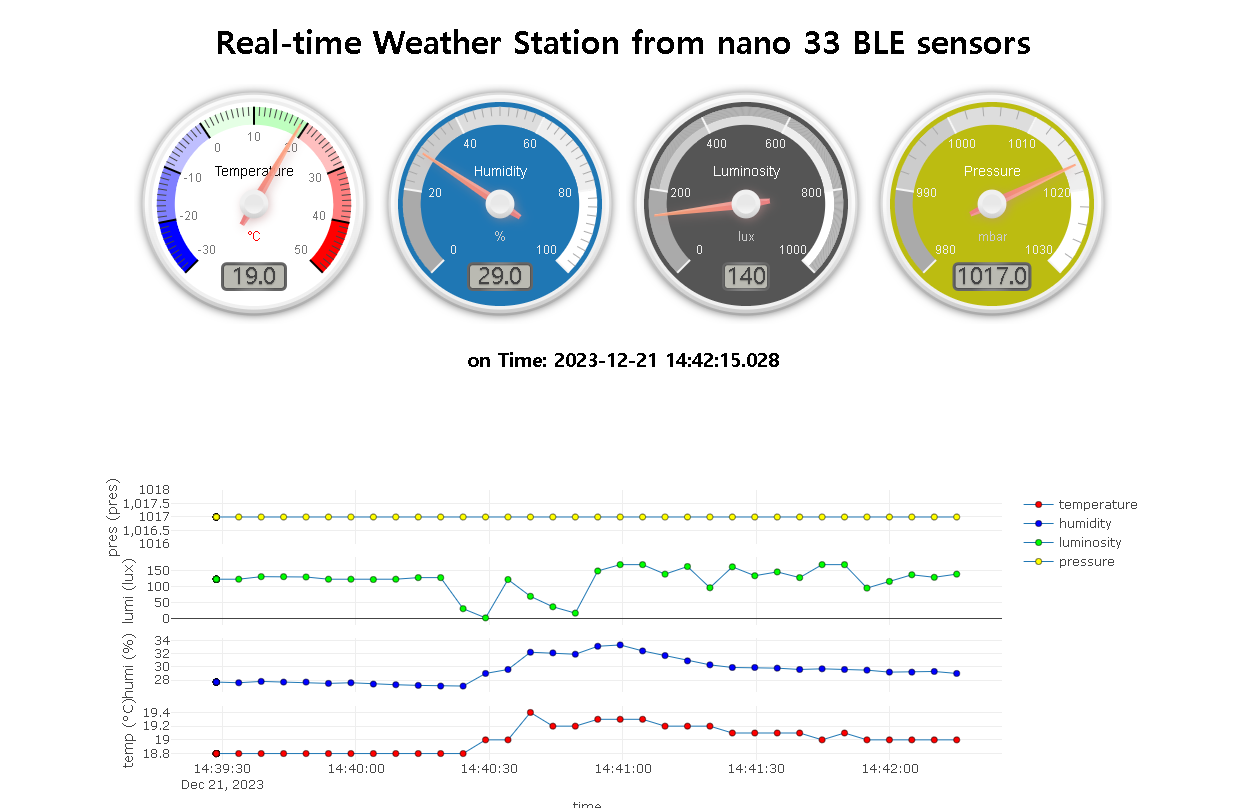 Real-time Weather Station from nano 33 BLE sensors
-30 -20 -10 0 10 20 30 40 50
Temperature
°C
19.0
0 20 40 60 80 100
Humidity
%
29.0
0 200 400 600 800 1000
Luminosity
lux
140
980 990 1000 1010 1020 1030
Pressure
mbar
1017.0
on Time: 2023-12-21 14:42:15.028
pres (pres)
1018
1,017.5
1017
1,016.5
1016
lumi (lux)
150
100
50
0
humi (%)
34
32
30
28
temp (°C)
19.4
19.2
19
18.8
14:39:30 14:40:00 14:40:30 14:41:00 14:41:30 14:42:00
Dec 21, 2023
time
temperature
humidity
luminosity
pressure